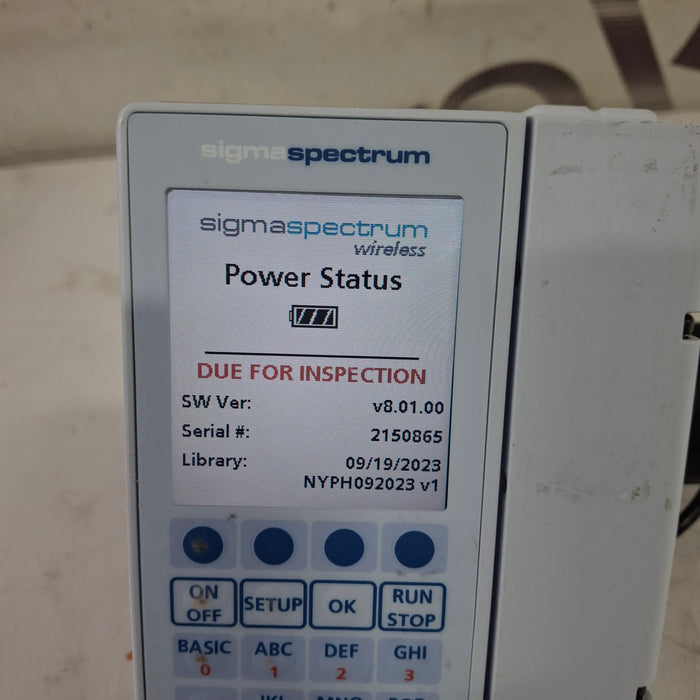 sigmaspectrum
sigmaspectrum
wireless
Power Status
DUE FOR INSPECTION
SW Ver: v8.01.00
Serial #: 2150865
Library: 09/19/2023
NYPH092023 v1
ON OFF SETUP OK RUN STOP
BASIC ABC DEF GHI
0 1 2 3